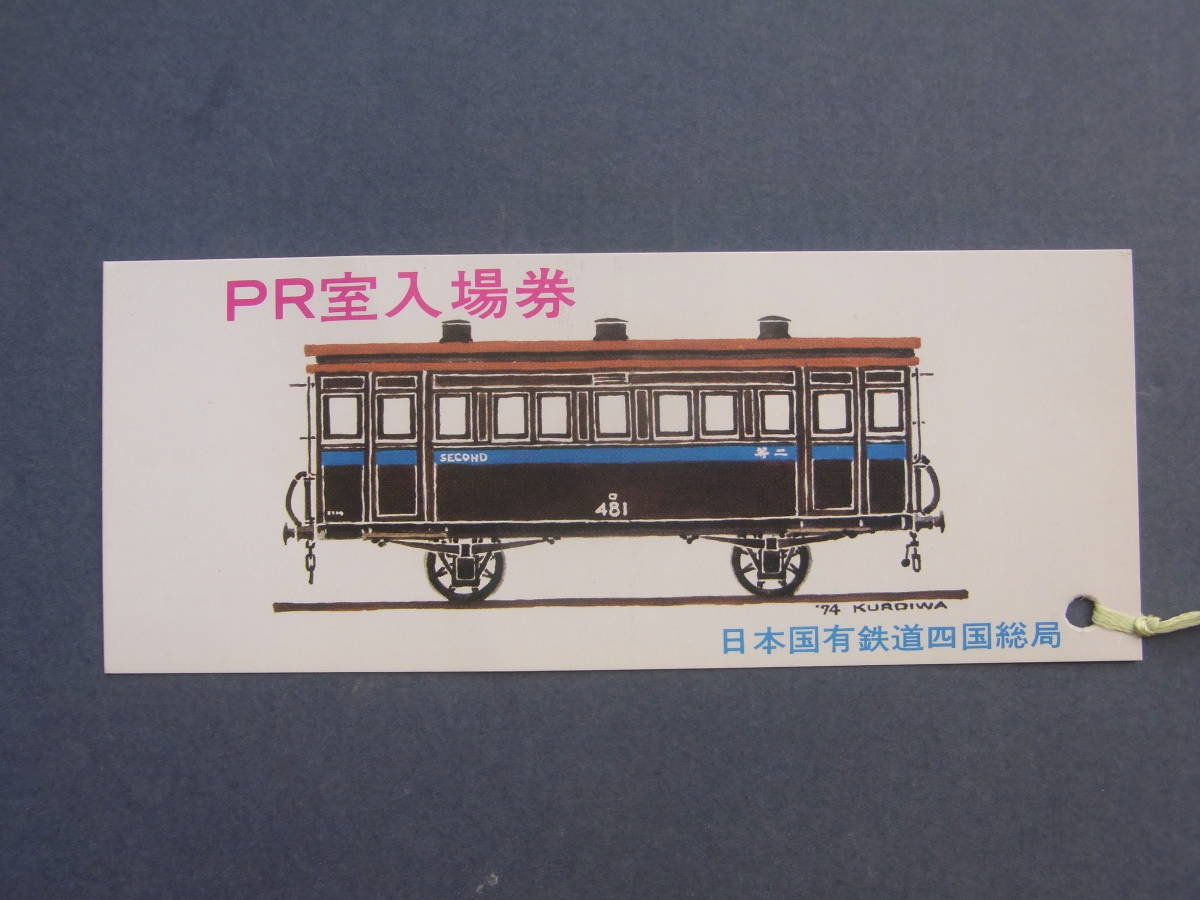 PR室入場券
SECOND
等二
ロ
481
'74 KUROIWA
日本国有鉄道四国総局